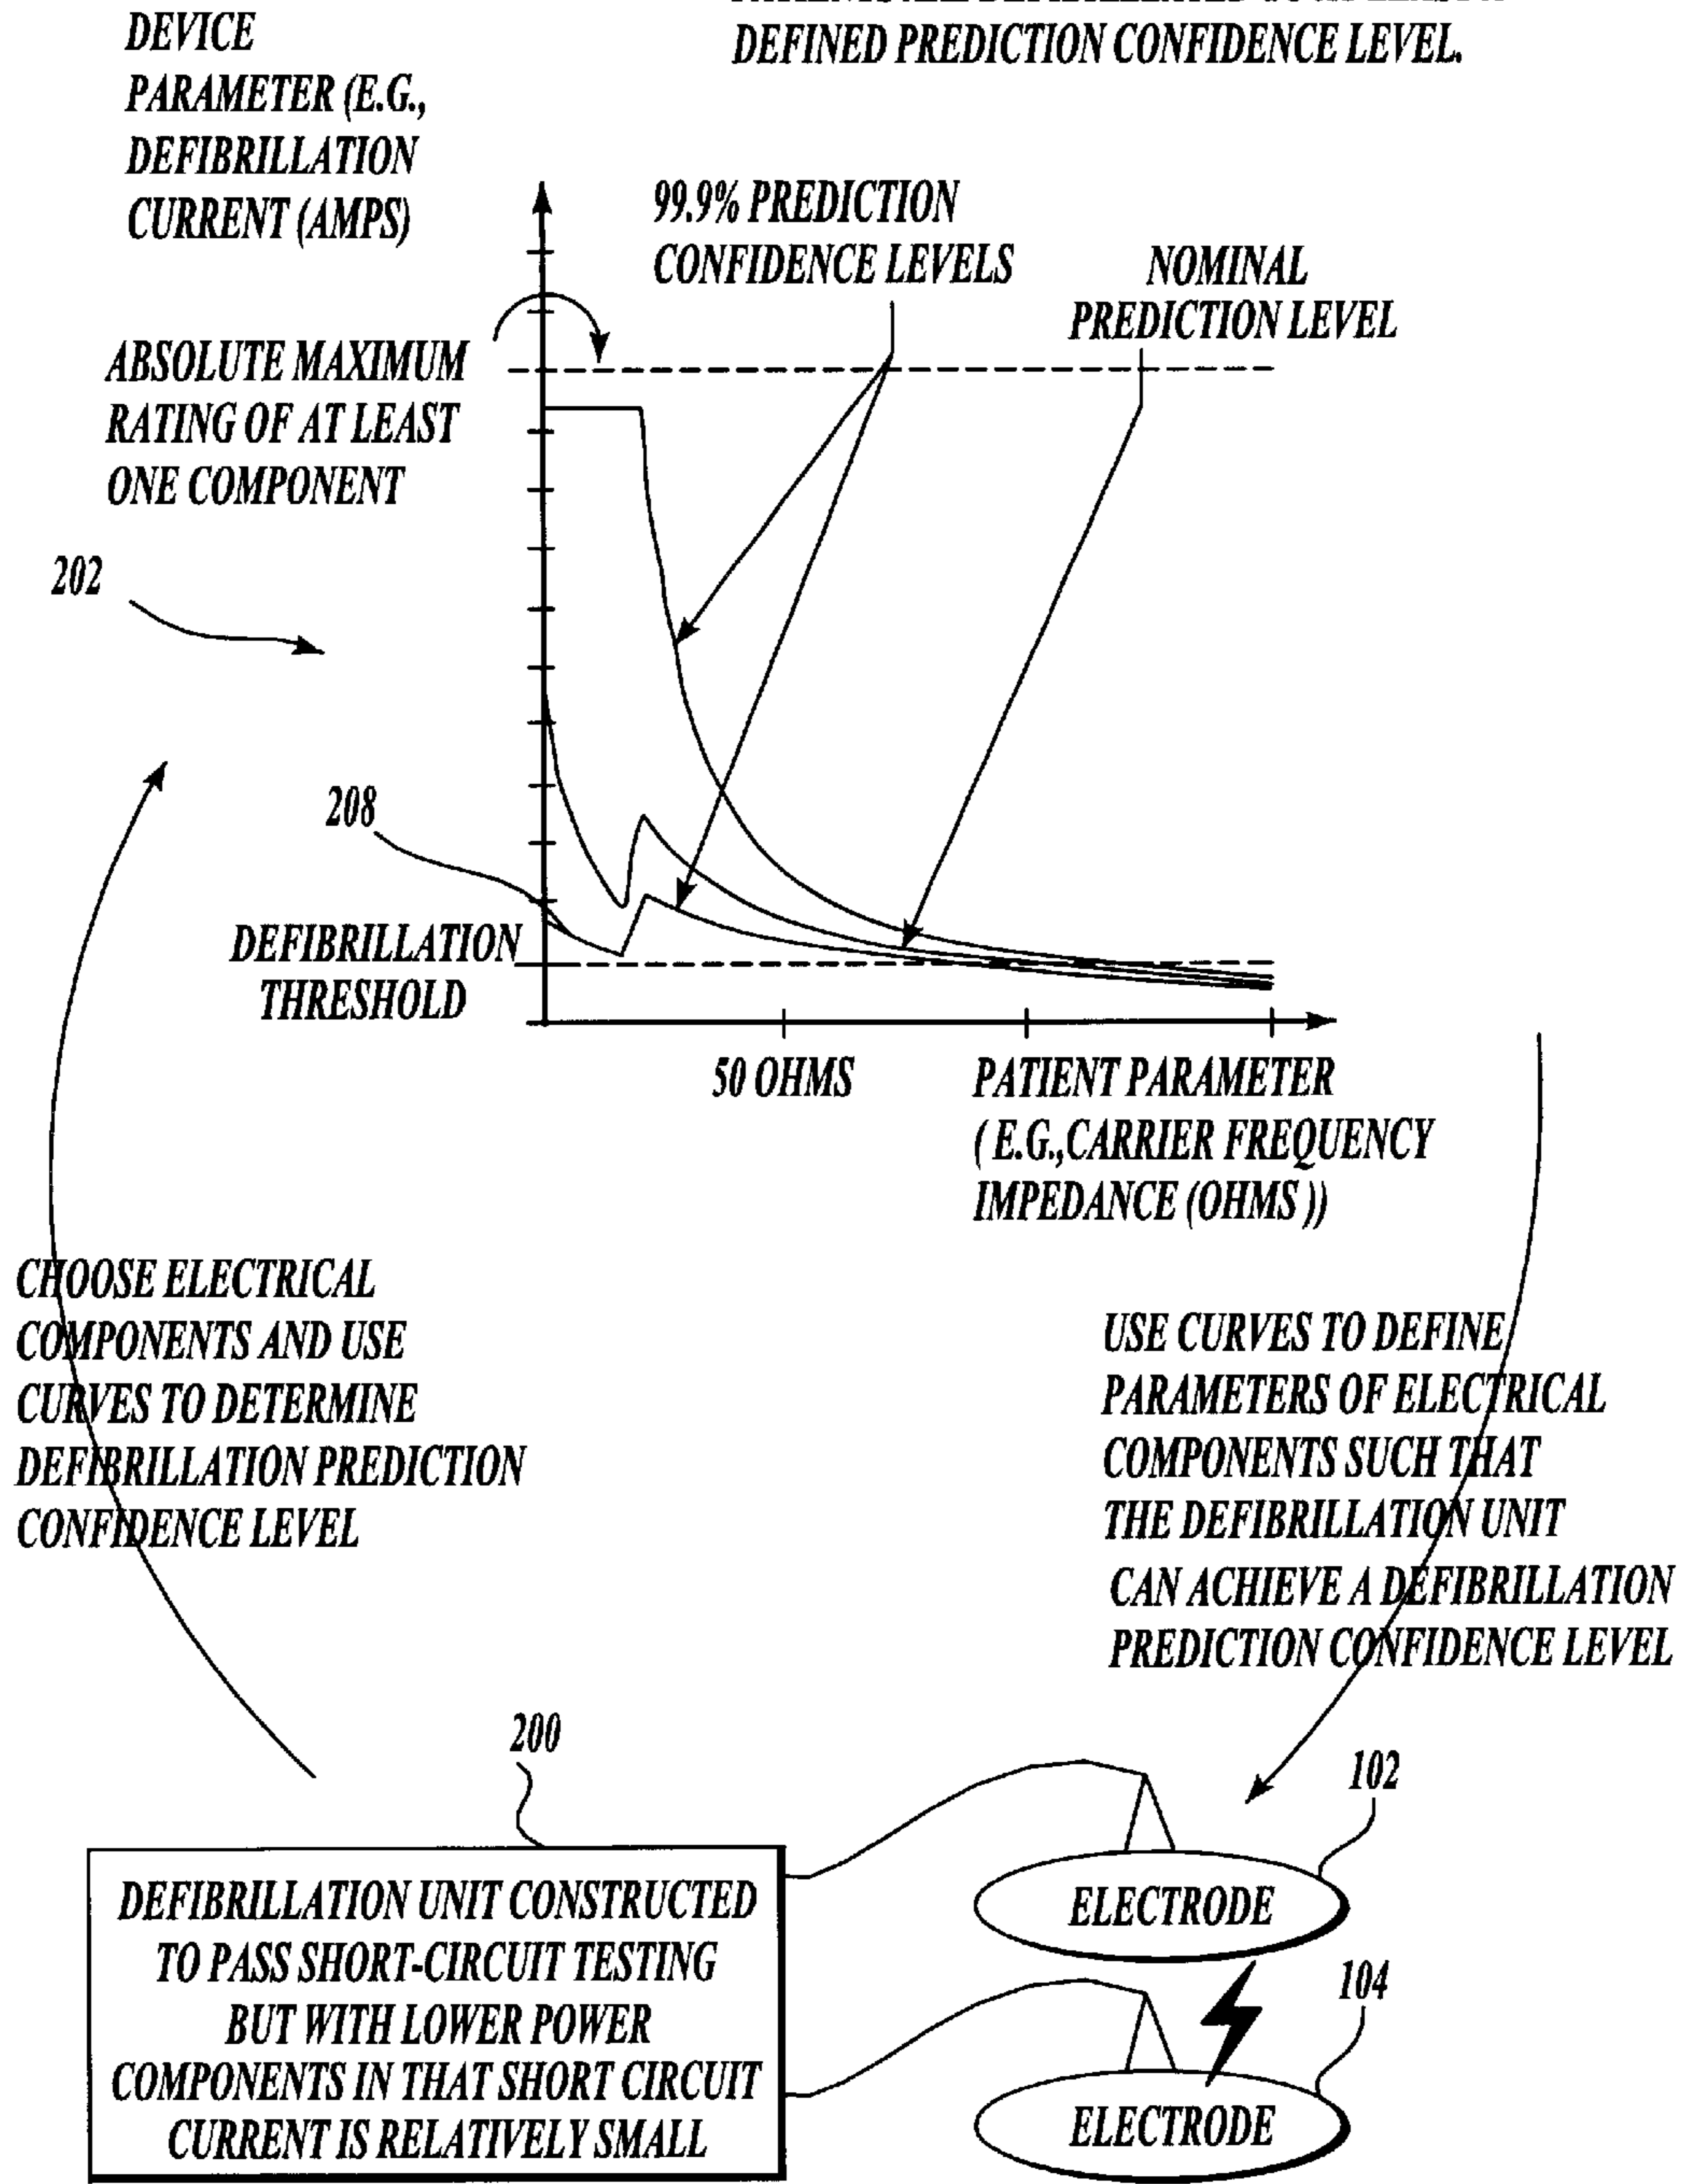 DEFINED PREDICTION CONFIDENCE LEVEL.
DEVICE
PARAMETER (E.G.,
DEFIBRILLATION
CURRENT (AMPS)
99.9% PREDICTION
CONFIDENCE LEVELS
NOMINAL
PREDICTION LEVEL
ABSOLUTE MAXIMUM
RATING OF AT LEAST
ONE COMPONENT
202
208
DEFIBRILLATION
THRESHOLD
50 OHMS
PATIENT PARAMETER
( E.G.,CARRIER FREQUENCY
IMPEDANCE (OHMS ))
CHOOSE ELECTRICAL
COMPONENTS AND USE
CURVES TO DETERMINE
DEFIBRILLATION PREDICTION
CONFIDENCE LEVEL
USE CURVES TO DEFINE
PARAMETERS OF ELECTRICAL
COMPONENTS SUCH THAT
THE DEFIBRILLATION UNIT
CAN ACHIEVE A DEFIBRILLATION
PREDICTION CONFIDENCE LEVEL
200
102
DEFIBRILLATION UNIT CONSTRUCTED
TO PASS SHORT-CIRCUIT TESTING
BUT WITH LOWER POWER
COMPONENTS IN THAT SHORT CIRCUIT
CURRENT IS RELATIVELY SMALL
ELECTRODE
104
ELECTRODE